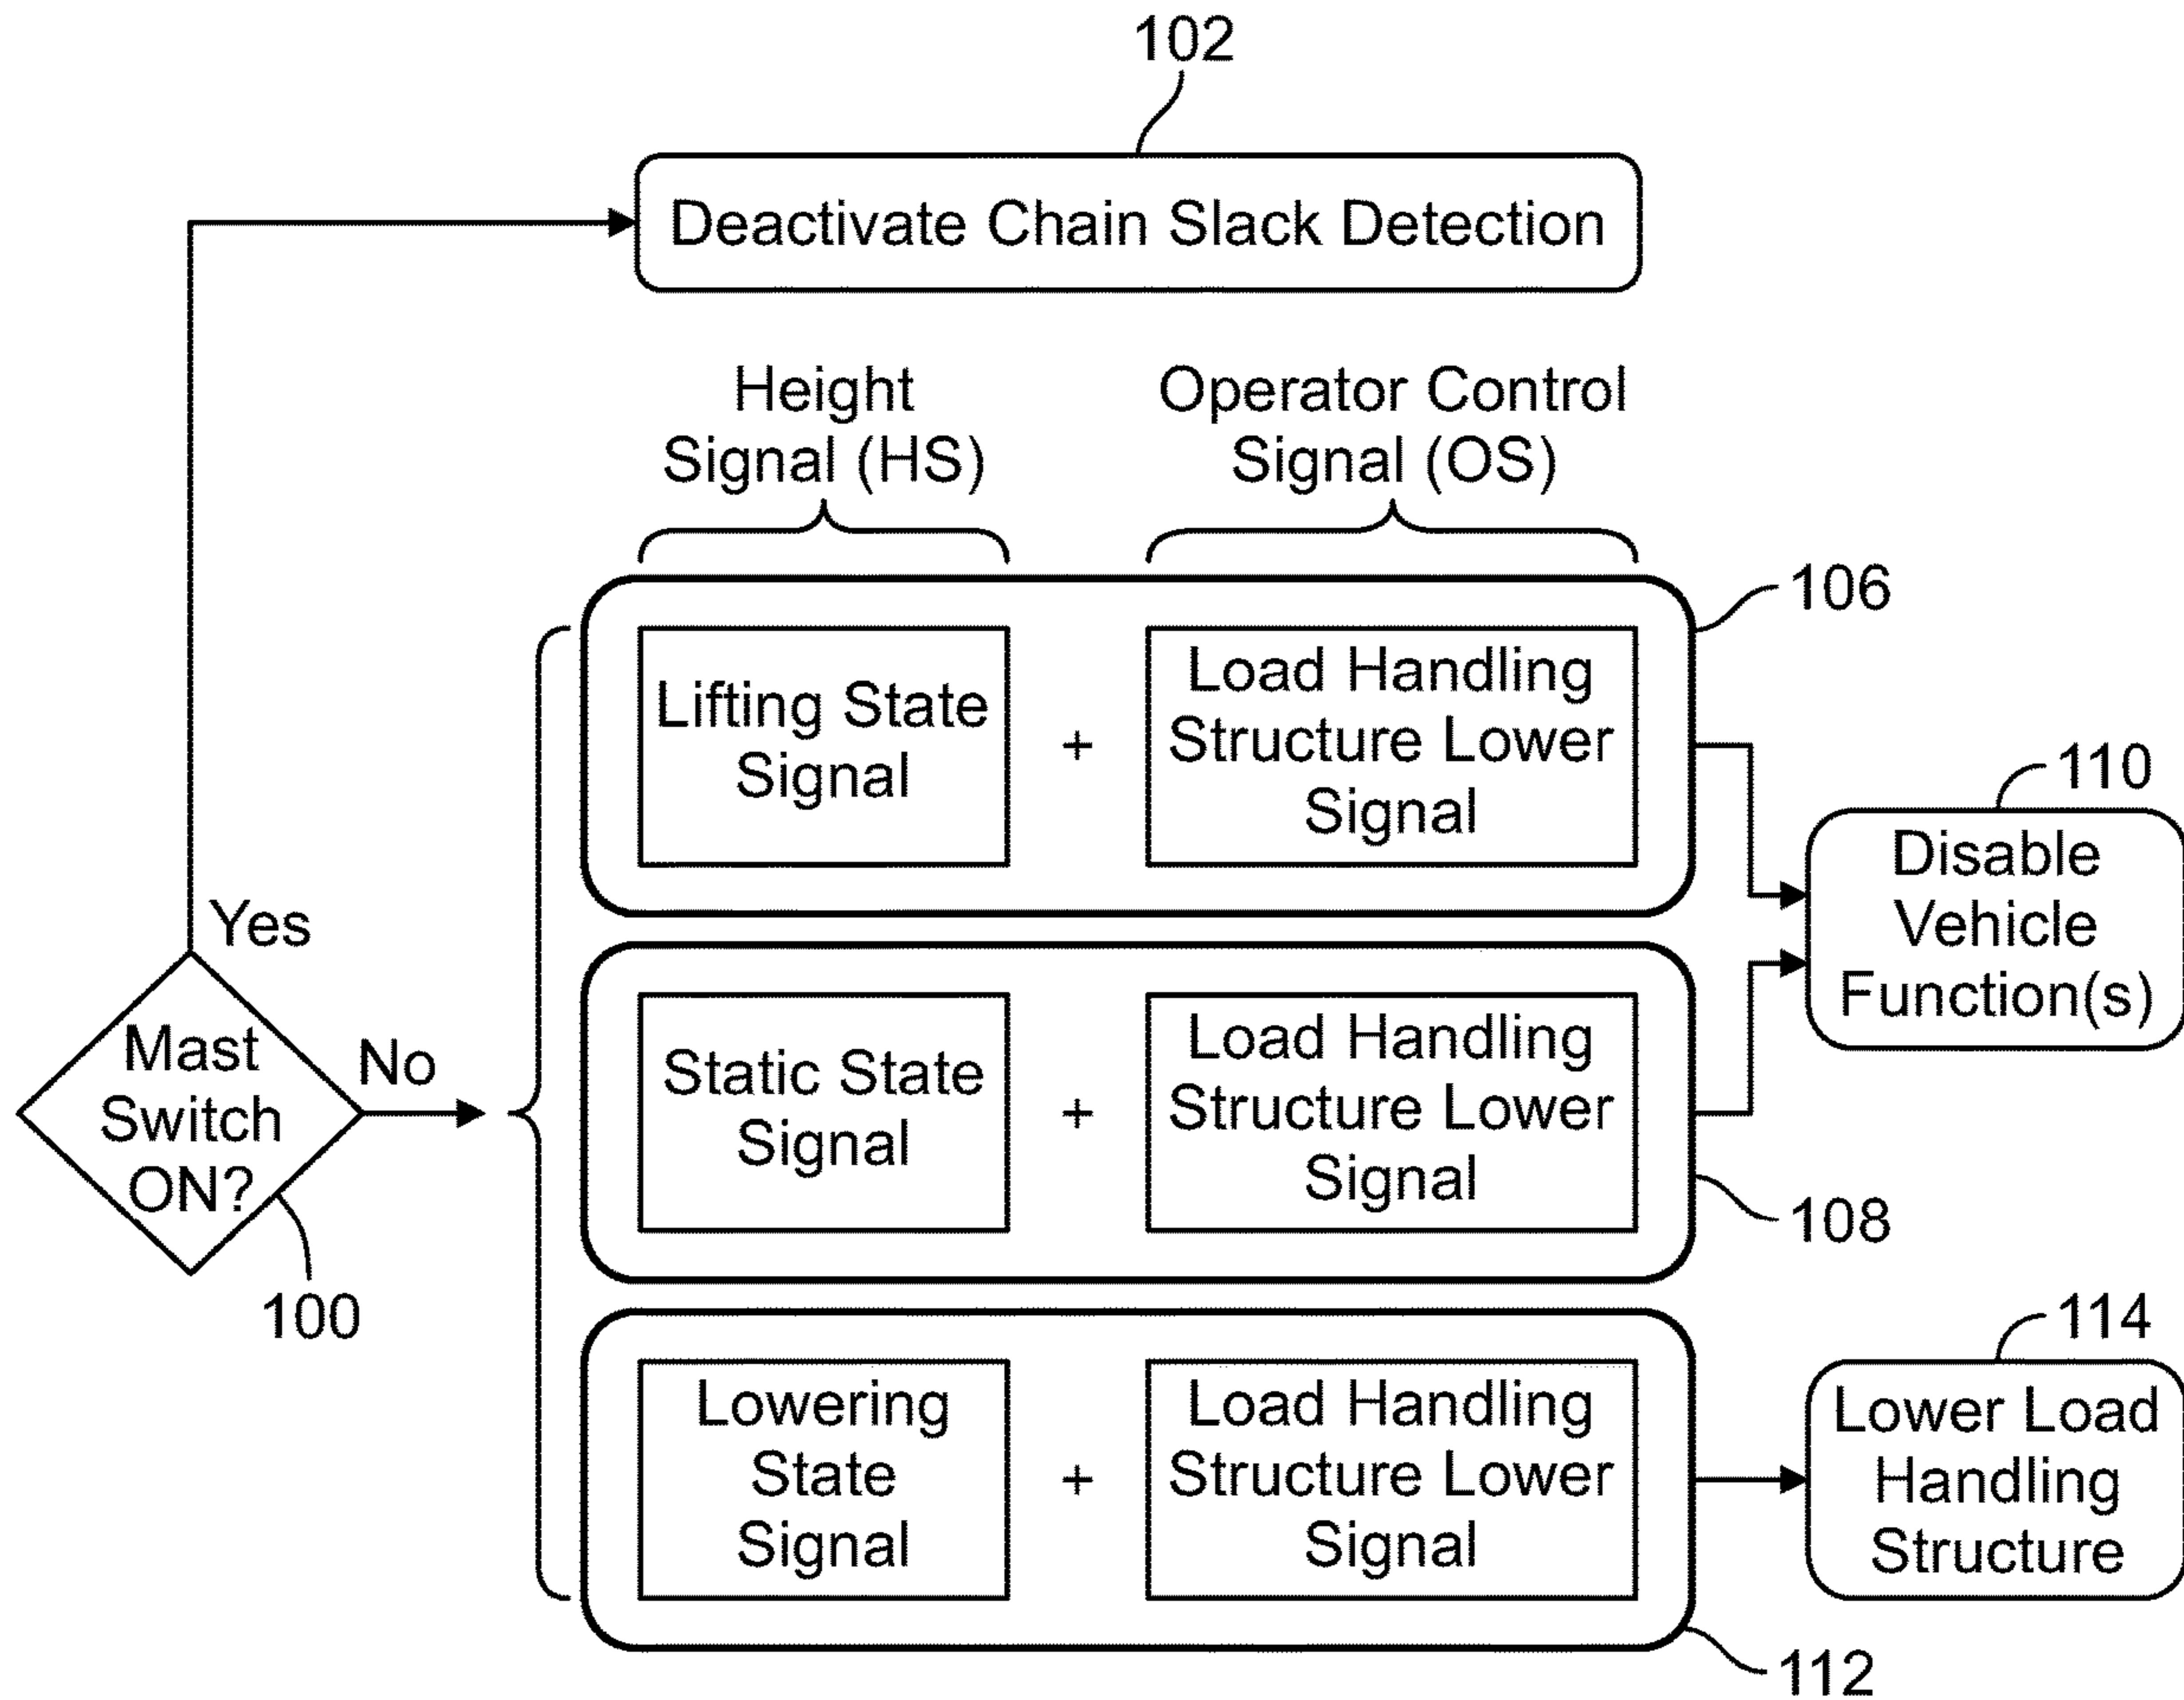 102
Deactivate Chain Slack Detection
Height
Signal (HS)
Operator Control
Signal (OS)
106
Lifting State
Signal
+
Load Handling
Structure Lower
Signal
110
Disable
Vehicle
Function(s)
Yes
Mast
Switch
ON?
No
100
Static State
Signal
+
Load Handling
Structure Lower
Signal
108
Lowering
State
Signal
+
Load Handling
Structure Lower
Signal
114
Lower Load
Handling
Structure
112